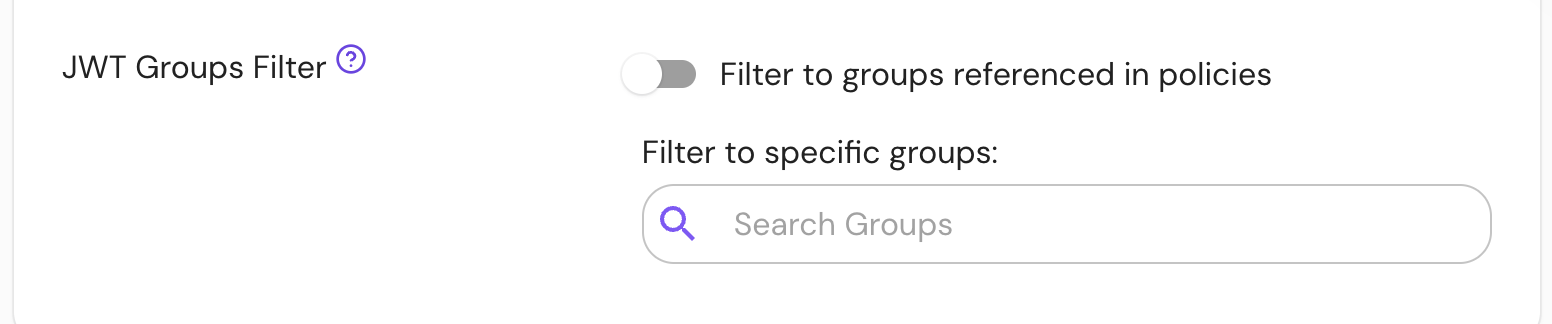 JWT Groups Filter
Filter to groups referenced in policies
Filter to specific groups:
Search Groups